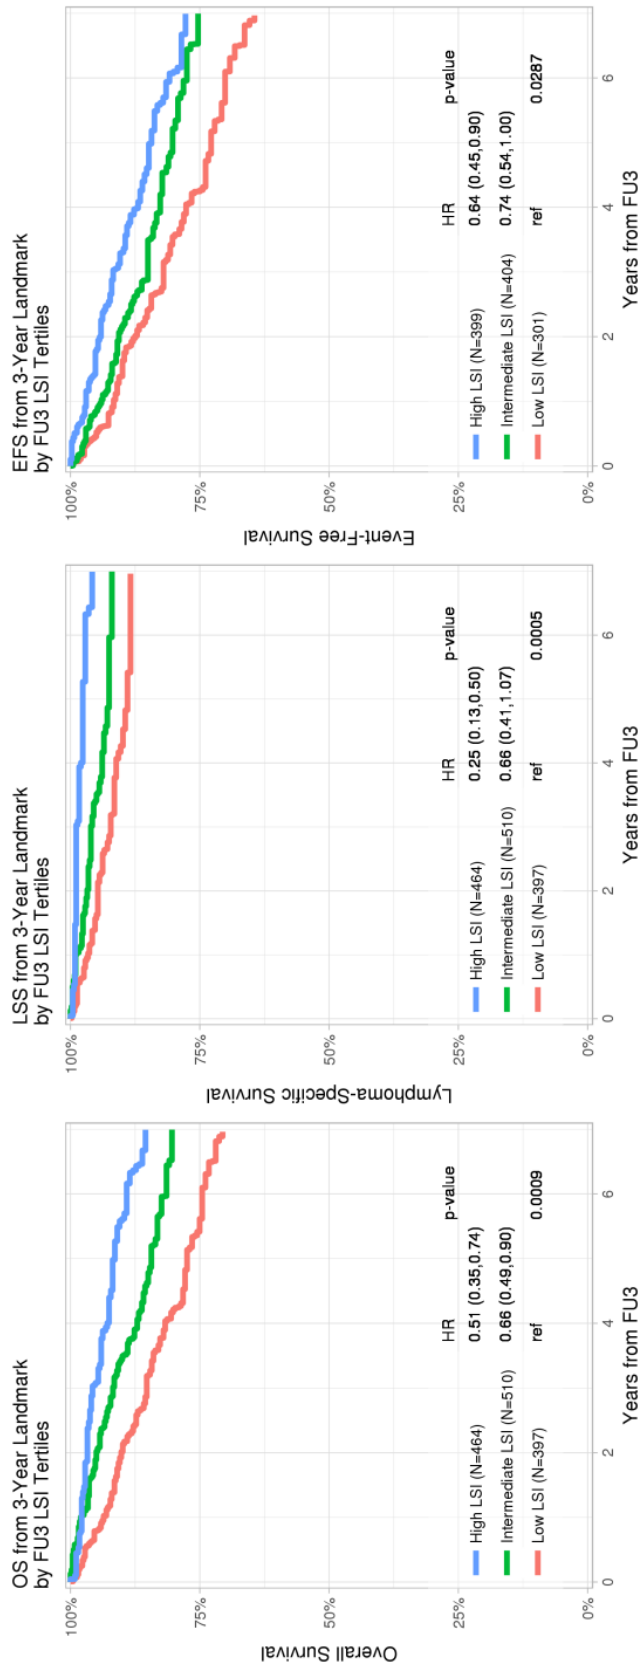 OS from 3-Year Landmark
by FU3 LSI Tertiles
Overall Survival
100%
75%
50%
25%
0%
HR p-value
High LSI (N=464) 0.51 (0.35,0.74)
Intermediate LSI (N=510) 0.66 (0.49,0.90)
Low LSI (N=397) ref 0.0009
0 2 4 6
Years from FU3
LSS from 3-Year Landmark
by FU3 LSI Tertiles
Lymphoma-Specific Survival
100%
75%
50%
25%
0%
HR p-value
High LSI (N=464) 0.25 (0.13,0.50)
Intermediate LSI (N=510) 0.66 (0.41,1.07)
Low LSI (N=397) ref 0.0005
0 2 4 6
Years from FU3
EFS from 3-Year Landmark
by FU3 LSI Tertiles
Event-Free Survival
100%
75%
50%
25%
0%
HR p-value
High LSI (N=399) 0.64 (0.45,0.90)
Intermediate LSI (N=404) 0.74 (0.54,1.00)
Low LSI (N=301) ref 0.0287
0 2 4 6
Years from FU3